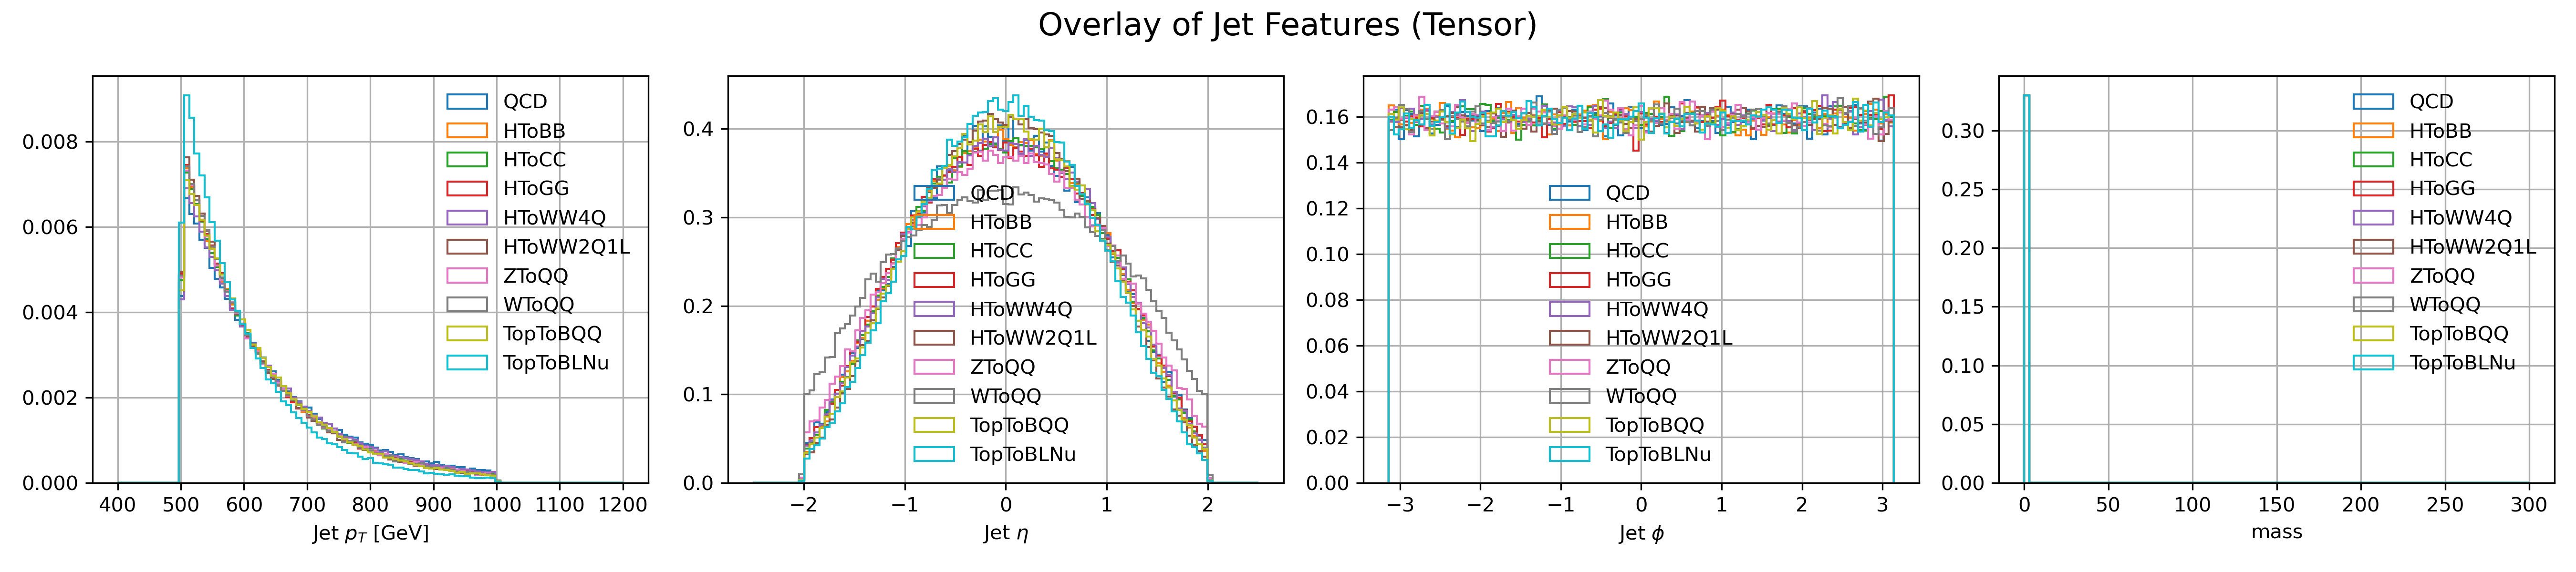 Overlay of Jet Features (Tensor)
0.008
0.006
0.004
0.002
0.000
400 500 600 700 800 900 1000 1100 1200
Jet p_T [GeV]
QCD
HToBB
HToCC
HToGG
HToWW4Q
HToWW2Q1L
ZToQQ
WToQQ
TopToBQQ
TopToBLNu
0.4
0.3
0.2
0.1
0.0
−2 −1 0 1 2
Jet η
QCD
HToBB
HToCC
HToGG
HToWW4Q
HToWW2Q1L
ZToQQ
WToQQ
TopToBQQ
TopToBLNu
0.16
0.14
0.12
0.10
0.08
0.06
0.04
0.02
0.00
−3 −2 −1 0 1 2 3
Jet ϕ
QCD
HToBB
HToCC
HToGG
HToWW4Q
HToWW2Q1L
ZToQQ
WToQQ
TopToBQQ
TopToBLNu
0.30
0.25
0.20
0.15
0.10
0.05
0.00
0 50 100 150 200 250 300
mass
QCD
HToBB
HToCC
HToGG
HToWW4Q
HToWW2Q1L
ZToQQ
WToQQ
TopToBQQ
TopToBLNu